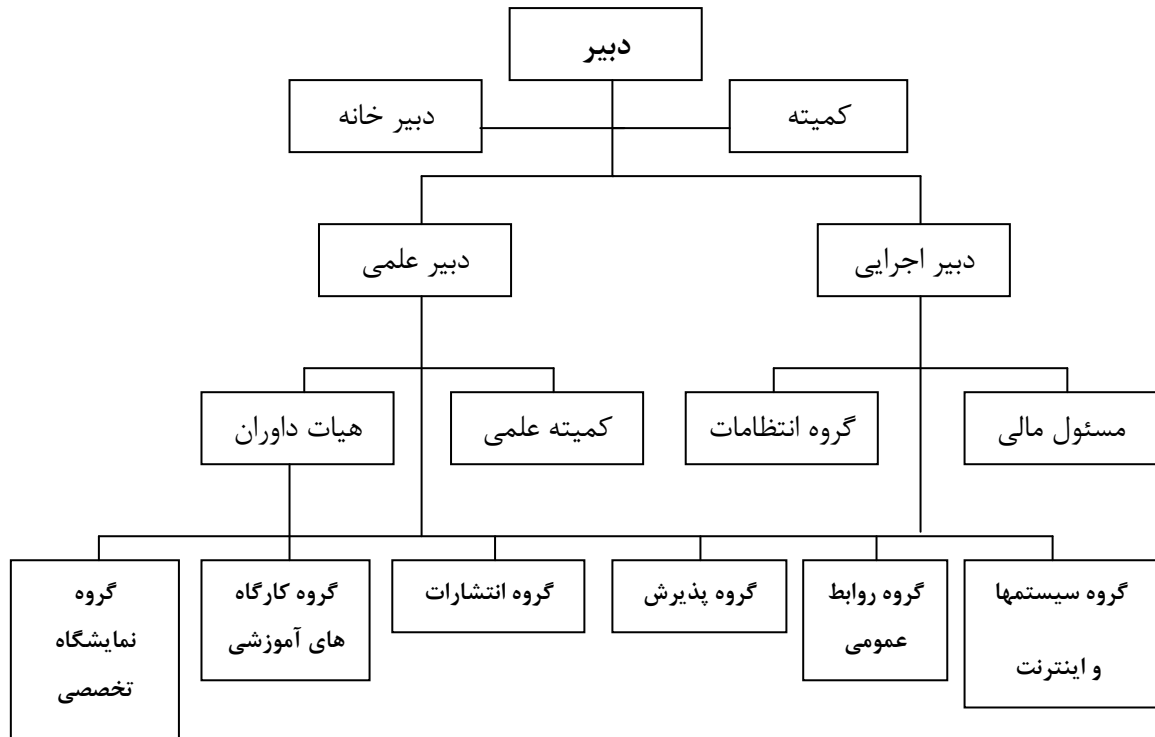 دبیر
کمیته
دبیر خانه
دبیر اجرایی
دبیر علمی
مسئول مالی
گروه انتظامات
کمیته علمی
هیات داوران
گروه سیستمها
و اینترنت
گروه روابط
عمومی
گروه پذیرش
گروه انتشارات
گروه کارگاه
های آموزشی
گروه
نمایشگاه
تخصصی